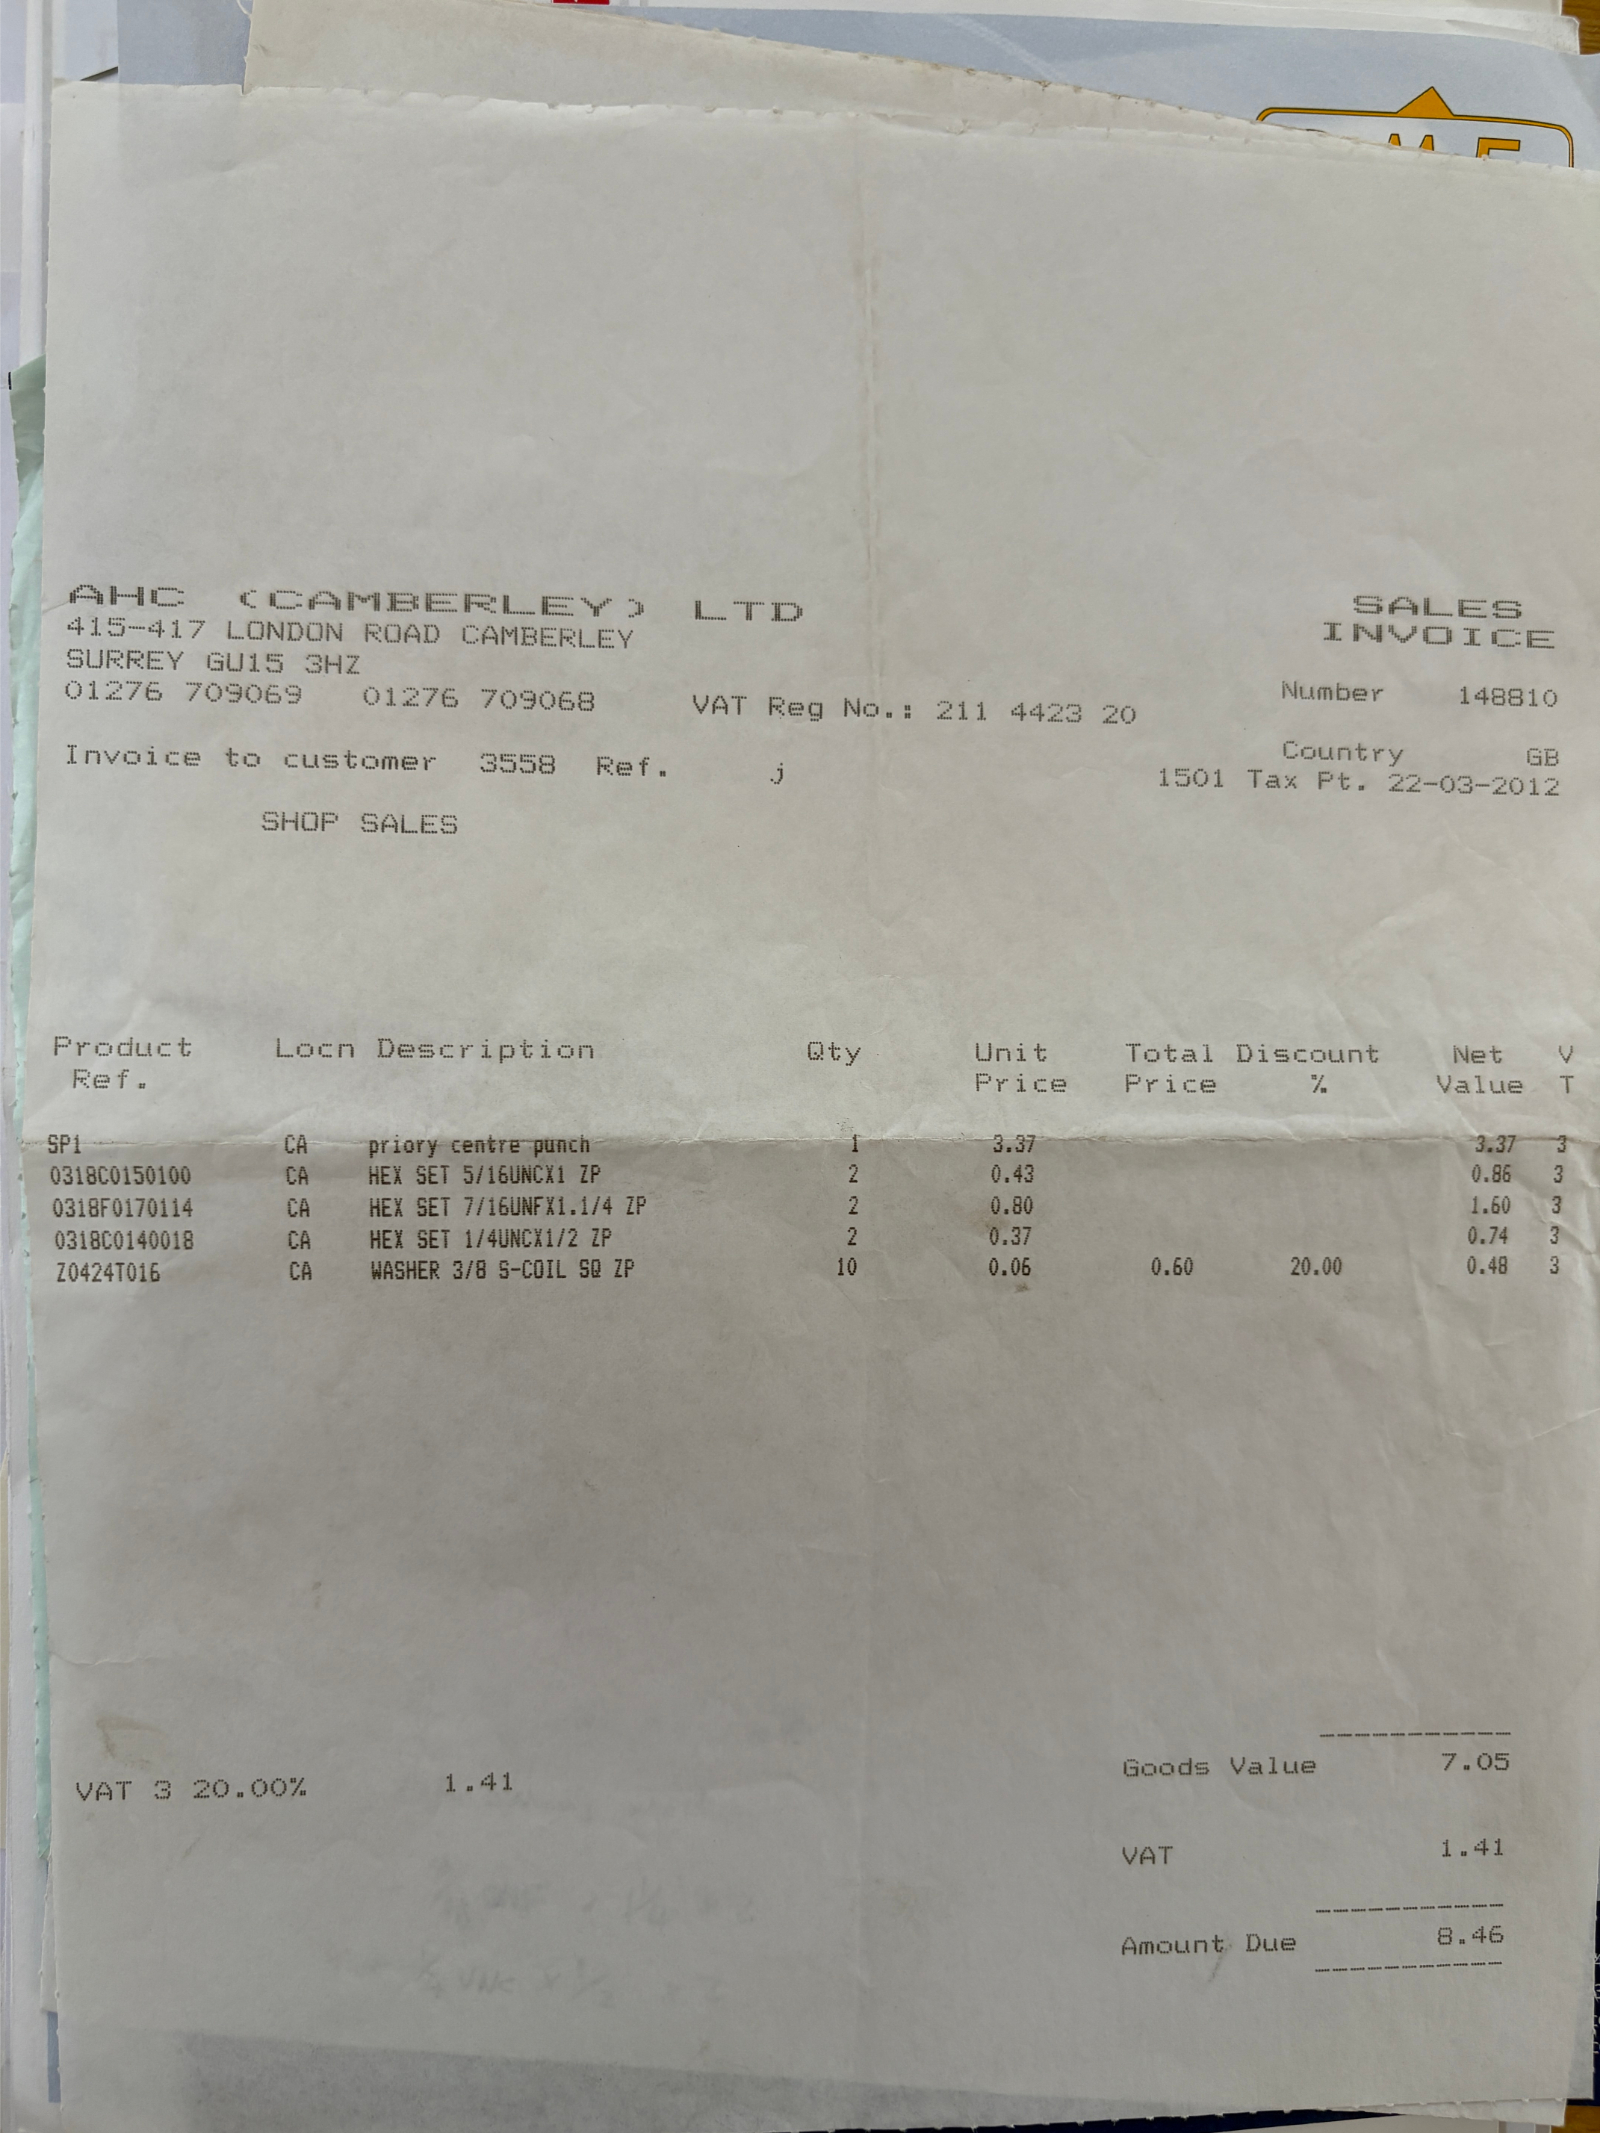 AHC (CAMBERLEY) LTD
SALES
INVOICE
415-417 LONDON ROAD CAMBERLEY
SURREY GU15 3HZ
01276 709069 01276 709068 VAT Reg No.: 211 4423 20
Number 148810
Invoice to customer 3558 Ref. j
Country GB
1501 Tax Pt. 22-03-2012
SHOP SALES
Product Locn Description Qty Unit Total Discount Net V
Ref. Price Price % Value T
SP1 CA priory centre punch 1 3.37 3.37 3
0318C0150100 CA HEX SET 5/16UNCX1 ZP 2 0.43 0.86 3
0318F0170114 CA HEX SET 7/16UNFX1.1/4 ZP 2 0.80 1.60 3
0318C0140018 CA HEX SET 1/4UNCX1/2 ZP 2 0.37 0.74 3
Z0424T016 CA WASHER 3/8 S-COIL SQ ZP 10 0.06 0.60 20.00 0.48 3
Goods Value 7.05
VAT 3 20.00% 1.41
VAT 1.41
Amount Due 8.46